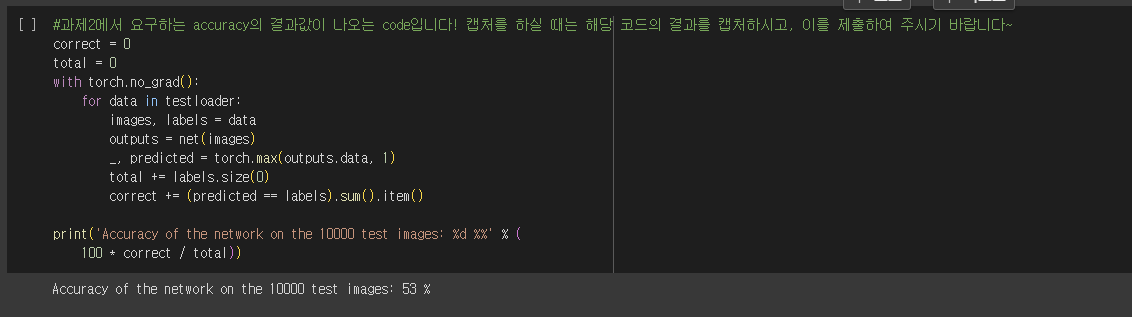 [ ] #과제2에서 요구하는 accuracy의 결과값이 나오는 code입니다! 캡처를 하실 때는 해당 코드의 결과를 캡처하시고, 이를 제출하여 주시기 바랍니다~
correct = 0
total = 0
with torch.no_grad():
    for data in testloader:
        images, labels = data
        outputs = net(images)
        _, predicted = torch.max(outputs.data, 1)
        total += labels.size(0)
        correct += (predicted == labels).sum().item()

print('Accuracy of the network on the 10000 test images: %d %%' % (
    100 * correct / total))
Accuracy of the network on the 10000 test images: 53 %